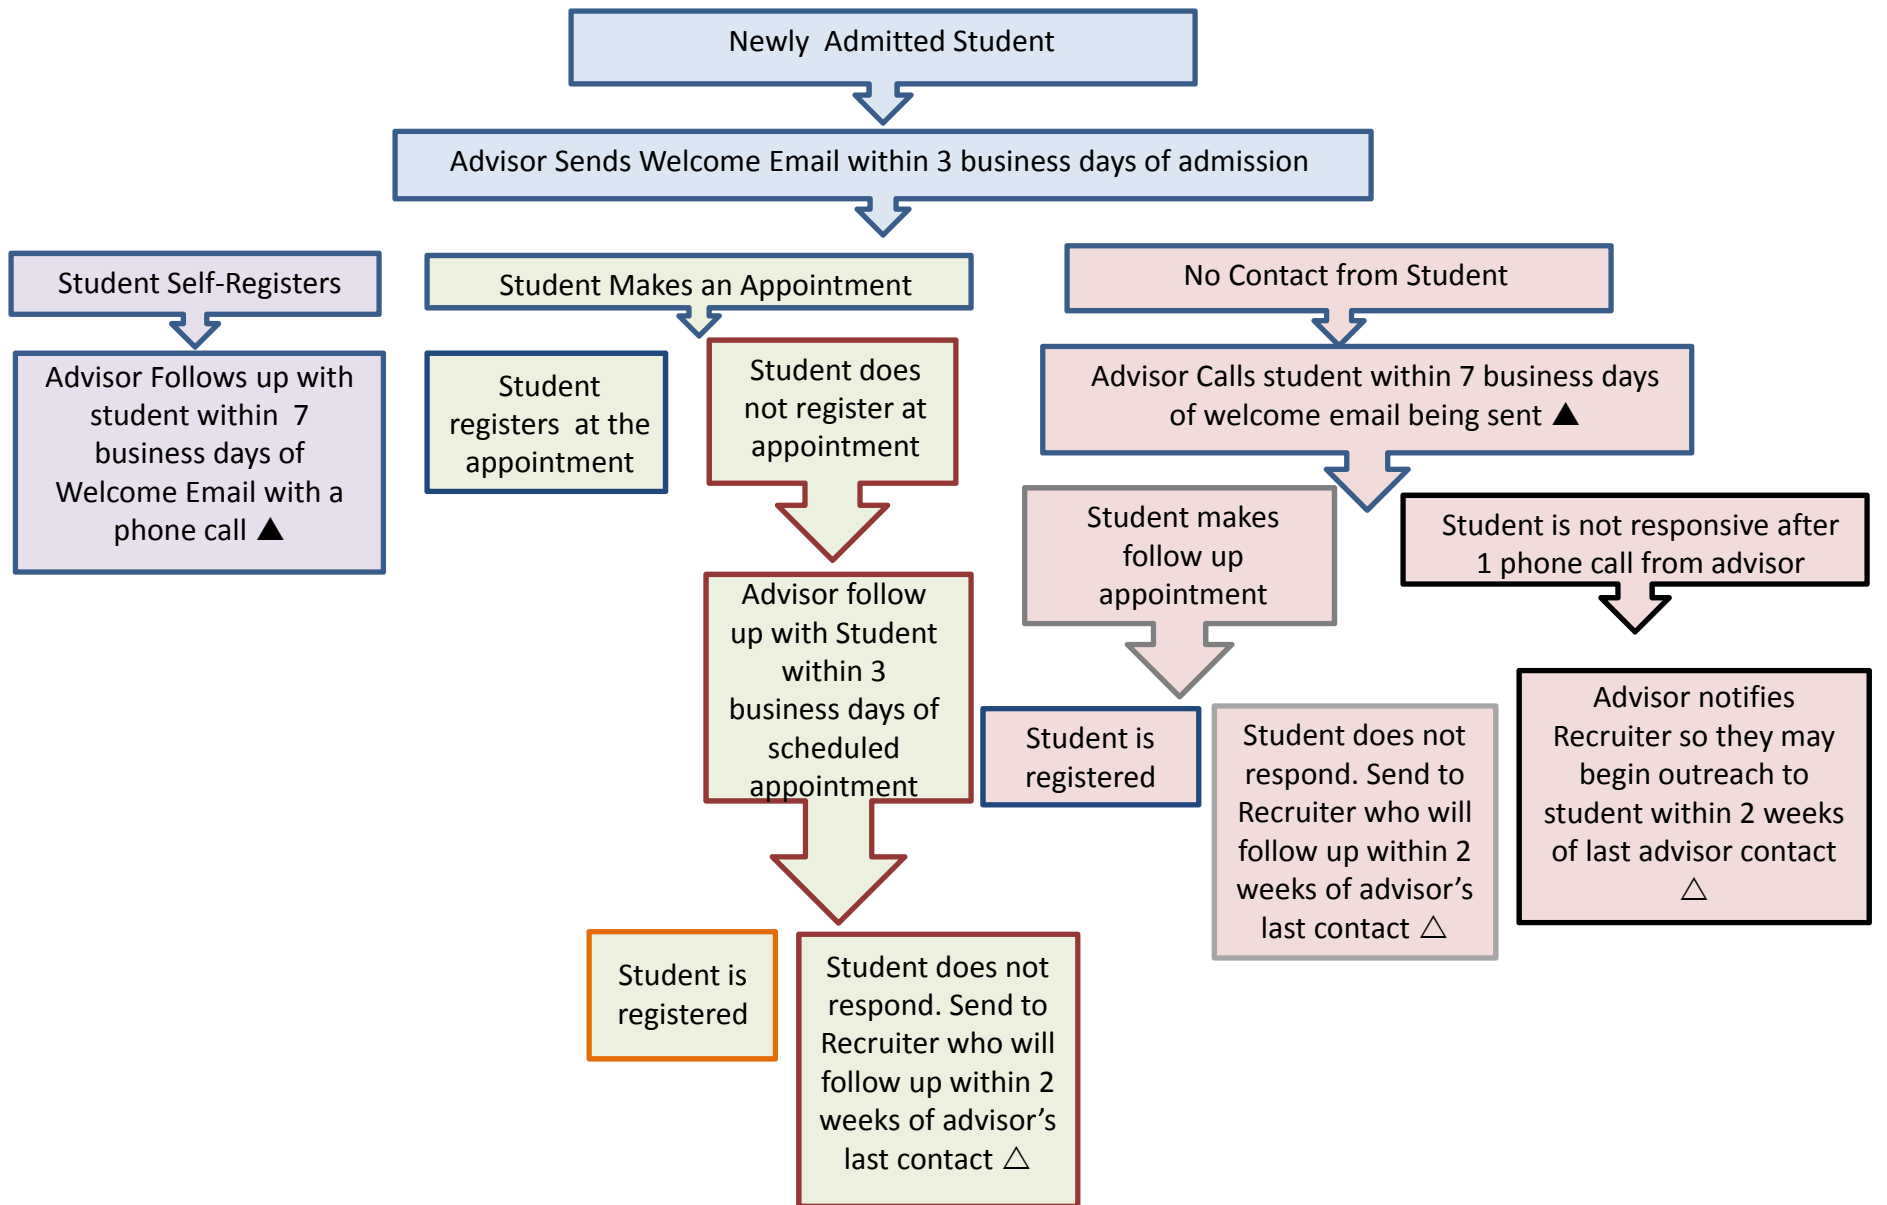 Newly Admitted Student
Advisor Sends Welcome Email within 3 business days of admission
Student Self-Registers
Advisor Follows up with
student within 7
business days of
Welcome Email with a
phone call ▲
Student Makes an Appointment
Student
registers at the
appointment
Student does
not register at
appointment
Advisor follow
up with Student
within 3
business days of
scheduled
appointment
Student is
registered
Student does not
respond. Send to
Recruiter who will
follow up within 2
weeks of advisor’s
last contact △
No Contact from Student
Advisor Calls student within 7 business days
of welcome email being sent ▲
Student makes
follow up
appointment
Student is
registered
Student does not
respond. Send to
Recruiter who will
follow up within 2
weeks of advisor’s
last contact △
Student is not responsive after
1 phone call from advisor
Advisor notifies
Recruiter so they may
begin outreach to
student within 2 weeks
of last advisor contact
△